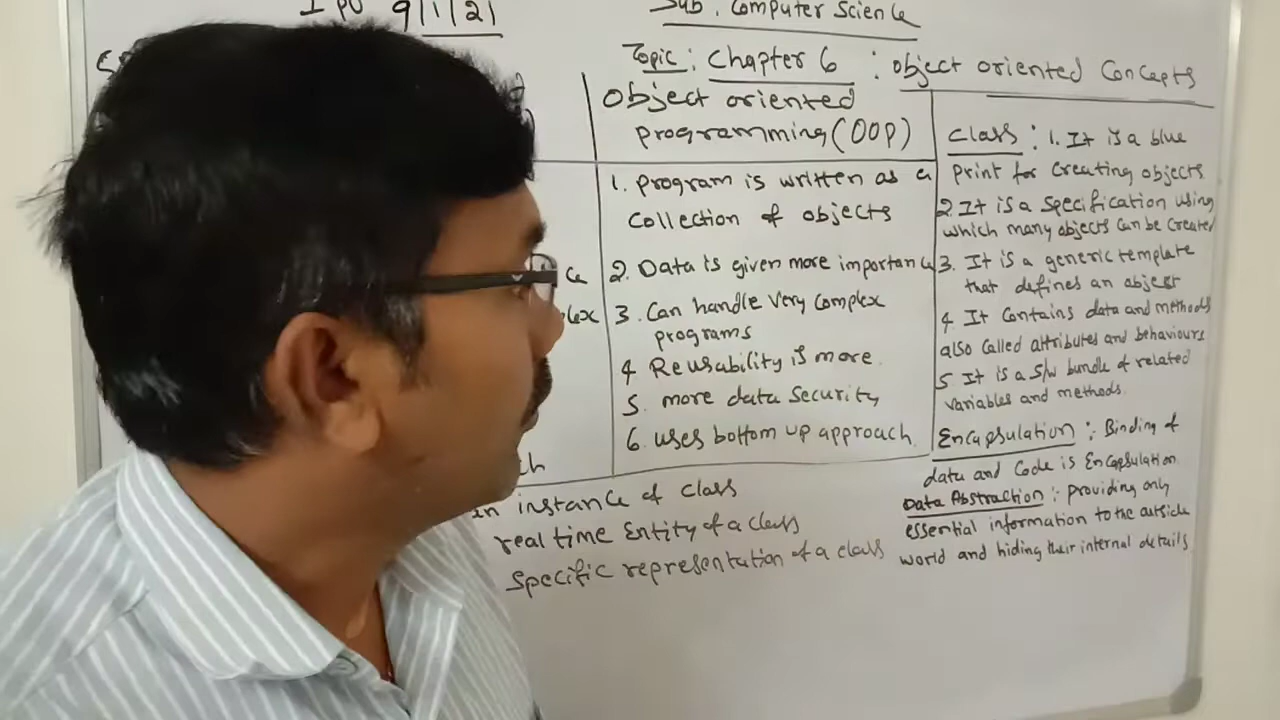 I PU 9/1/21
Sub : Computer Science
Topic : Chapter 6 : object oriented Concepts
object oriented
programming (OOP)
1. program is written as a
Collection of objects
2. Data is given more importance
3. Can handle very complex
programs
4. Reusability is more
5. more data security
6. uses bottom up approach
Class : 1. It is a blue
print for creating objects.
2. It is a specification using
which many objects can be created
3. It is a generic template
that defines an object
4. It contains data and methods
also called attributes and behaviours
5. It is a S/W bundle of related
variables and methods.
Encapsulation :- Binding of
data and Code is Encapsulation.
Data Abstraction :- providing only
essential information to the outside
world and hiding their internal details
in instance of class
real time Entity of a class
Specific representation of a class